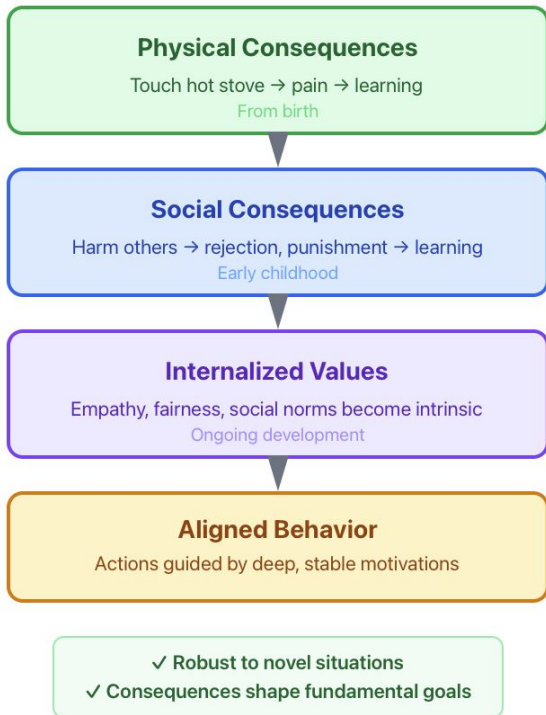 Physical Consequences
Touch hot stove → pain → learning
From birth
Social Consequences
Harm others → rejection, punishment → learning
Early childhood
Internalized Values
Empathy, fairness, social norms become intrinsic
Ongoing development
Aligned Behavior
Actions guided by deep, stable motivations
✓ Robust to novel situations
✓ Consequences shape fundamental goals